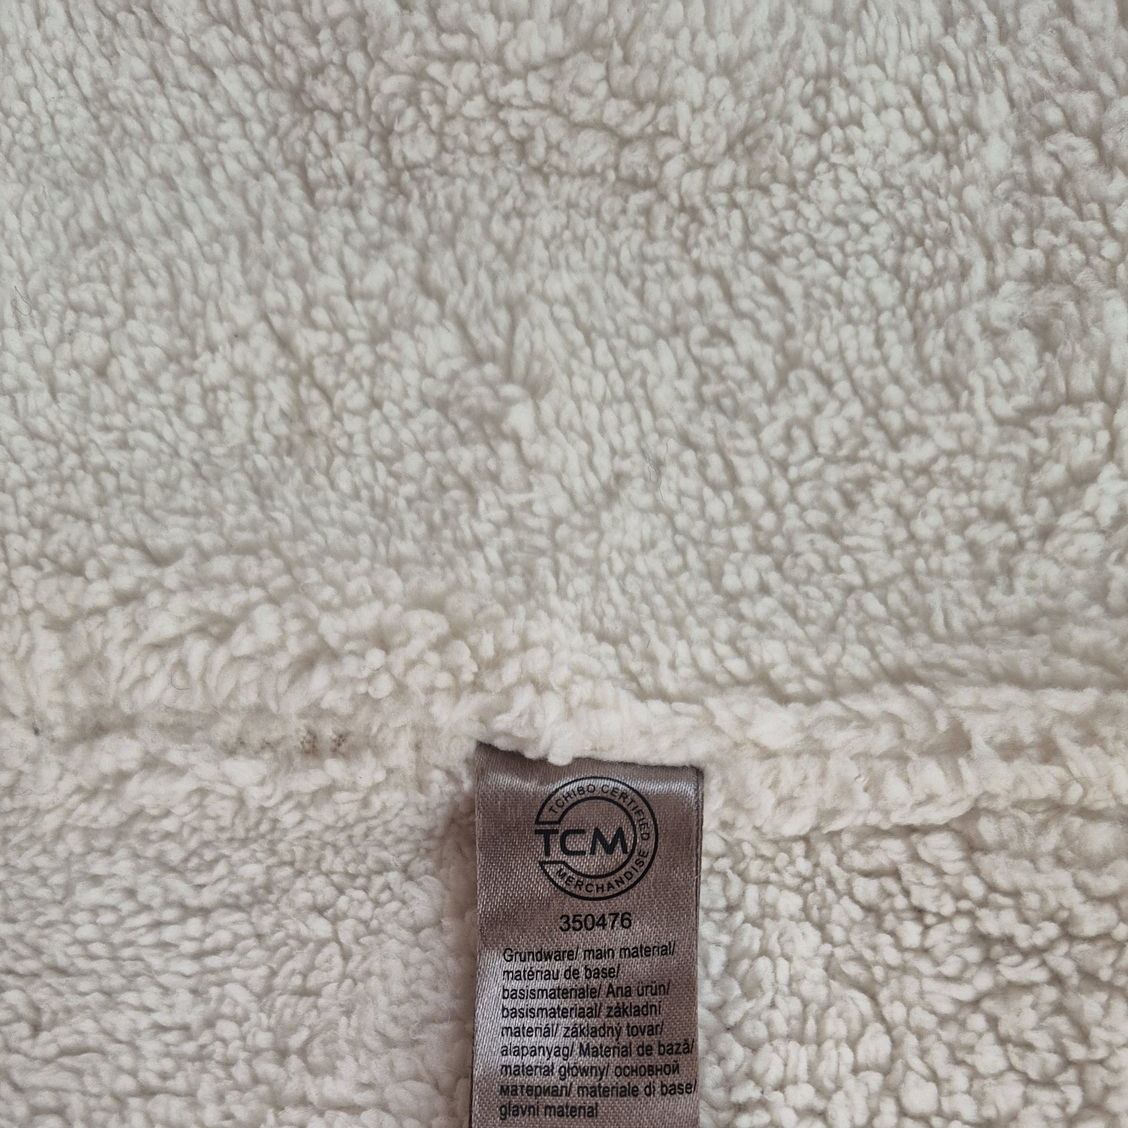 TCHIBO CERTIFIED
TCM
MERCHANDISE
350476
Grundware/ main material/
matériau de base/
basismateriale/ Ana ürün/
basismateriaal/ základní
materiál/ základný tovar/
alapanyag/ Material de bază/
materiał główny/ основной
материал/ materiale di base/
glavni material